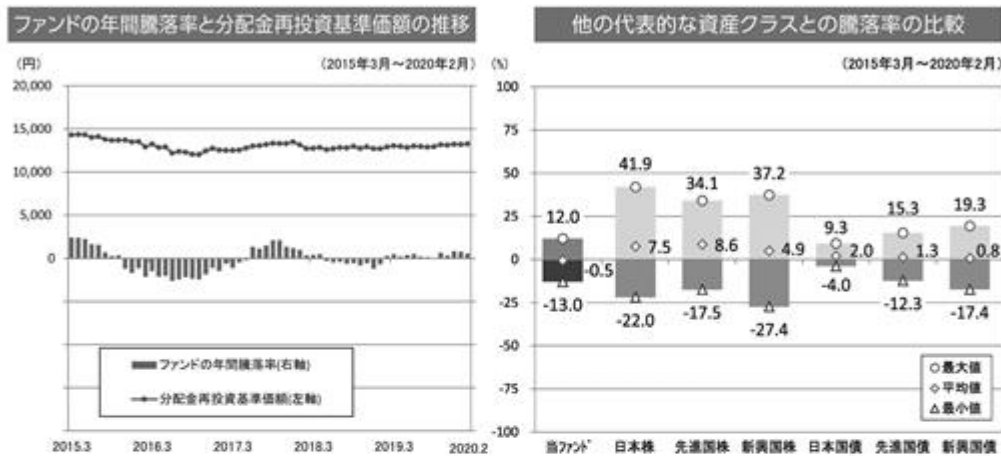 ファンドの年間騰落率と分配金再投資基準価額の推移
(円)
(2015年3月～2020年2月)
20,000
15,000
10,000
5,000
0
ファンドの年間騰落率(右軸)
分配金再投資基準価額(左軸)
2015.3 2016.3 2017.3 2018.3 2019.3 2020.2
他の代表的な資産クラスとの騰落率の比較
(%)
(2015年3月～2020年2月)
100
75
50
25
0
-25
-50
-75
-100
12.0 41.9 34.1 37.2 9.3 15.3 19.3
-0.5 7.5 8.6 4.9 2.0 1.3 0.8
-13.0 -22.0 -17.5 -27.4 -4.0 -12.3 -17.4
最大値
平均値
最小値
当ファンド 日本株 先進国株 新興国株 日本国債 先進国債 新興国債